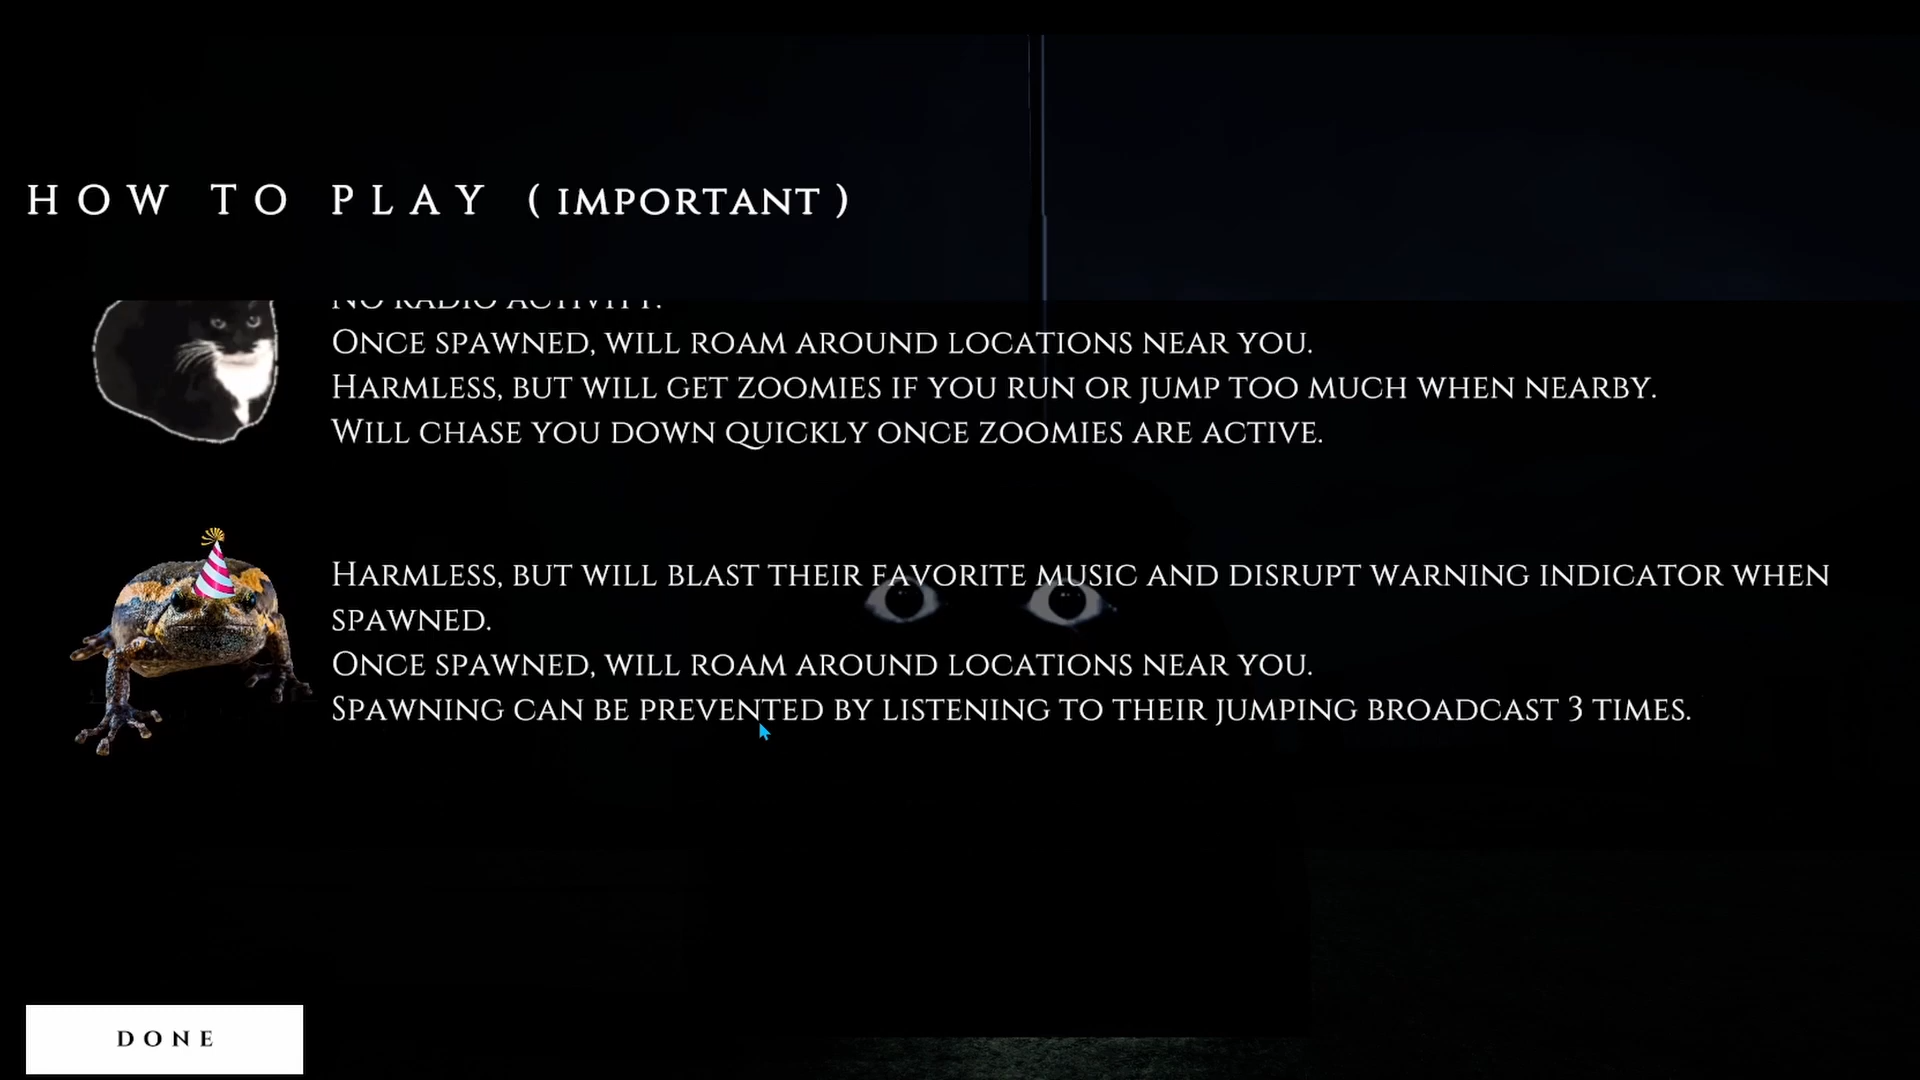 HOW TO PLAY (IMPORTANT)
NO RADIO ACTIVITY.
ONCE SPAWNED, WILL ROAM AROUND LOCATIONS NEAR YOU.
HARMLESS, BUT WILL GET ZOOMIES IF YOU RUN OR JUMP TOO MUCH WHEN NEARBY.
WILL CHASE YOU DOWN QUICKLY ONCE ZOOMIES ARE ACTIVE.
HARMLESS, BUT WILL BLAST THEIR FAVORITE MUSIC AND DISRUPT WARNING INDICATOR WHEN
SPAWNED.
ONCE SPAWNED, WILL ROAM AROUND LOCATIONS NEAR YOU.
SPAWNING CAN BE PREVENTED BY LISTENING TO THEIR JUMPING BROADCAST 3 TIMES.
DONE